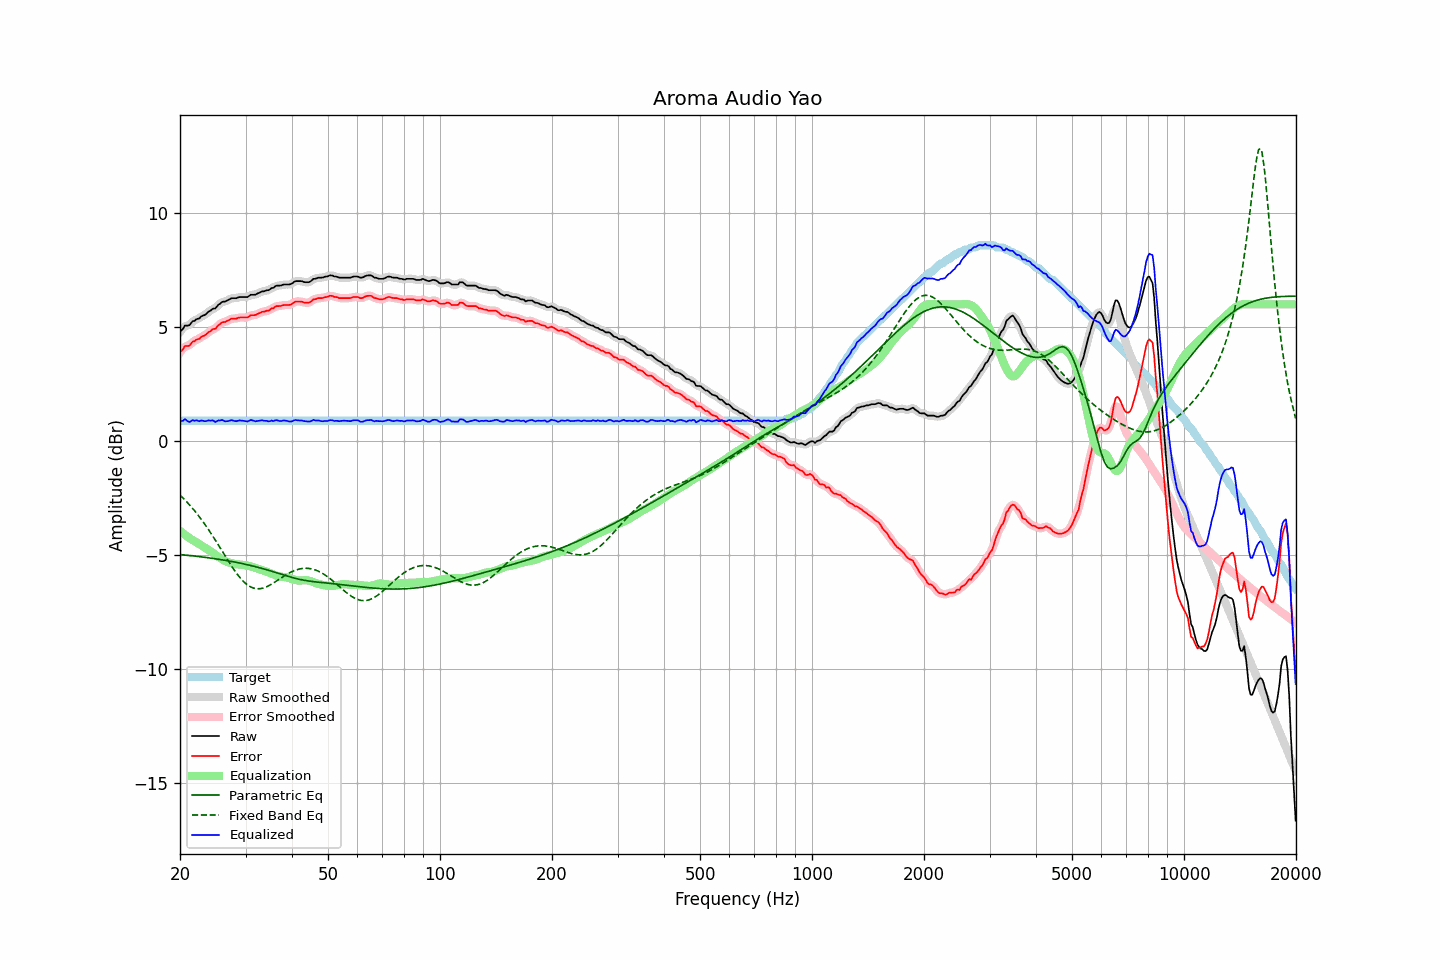 Aroma Audio Yao
Amplitude (dBr)
10
5
0
−5
−10
−15
Target
Raw Smoothed
Error Smoothed
Raw
Error
Equalization
Parametric Eq
Fixed Band Eq
Equalized
20 50 100 200 500 1000 2000 5000 10000 20000
Frequency (Hz)